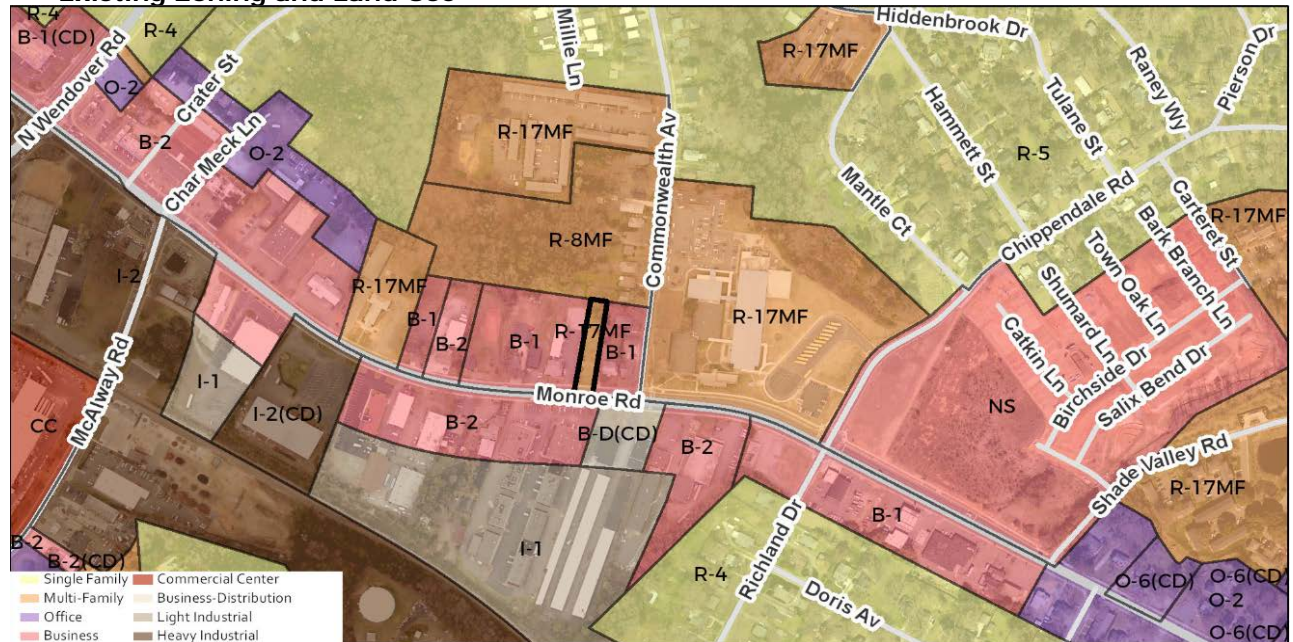 Existing Zoning and Land Use
R-4
B-1(CD)
R-4
N Wendover Rd
O-2
Crater St
B-2
Char Meck Ln
O-2
Millie Ln
R-17MF
Commonwealth Av
R-17MF
Hiddenbrook Dr
Raney Wy
Pierson Dr
Hammett St
Tulane St
R-5
Mantle Ct
Chippendale Rd
Carteret St
R-17MF
Bark Branch Ln
Town Oak Ln
Shumard Ln
Catkin Ln
Birchside Dr
Salix Bend Dr
R-8MF
R-17MF
R-17MF
I-2
McAlway Rd
B-1
B-2
B-1
R-17MF
B-1
Monroe Rd
I-1
I-2(CD)
CC
B-2
B-D(CD)
B-2
NS
Shade Valley Rd
R-17MF
B-1
I-1
Richland Dr
R-4
Doris Av
O-6(CD)
O-6(CD)
O-2
O-6(CD)
B-2
B-2(CD)
Single Family
Commercial Center
Multi-Family
Business-Distribution
Office
Light Industrial
Business
Heavy Industrial